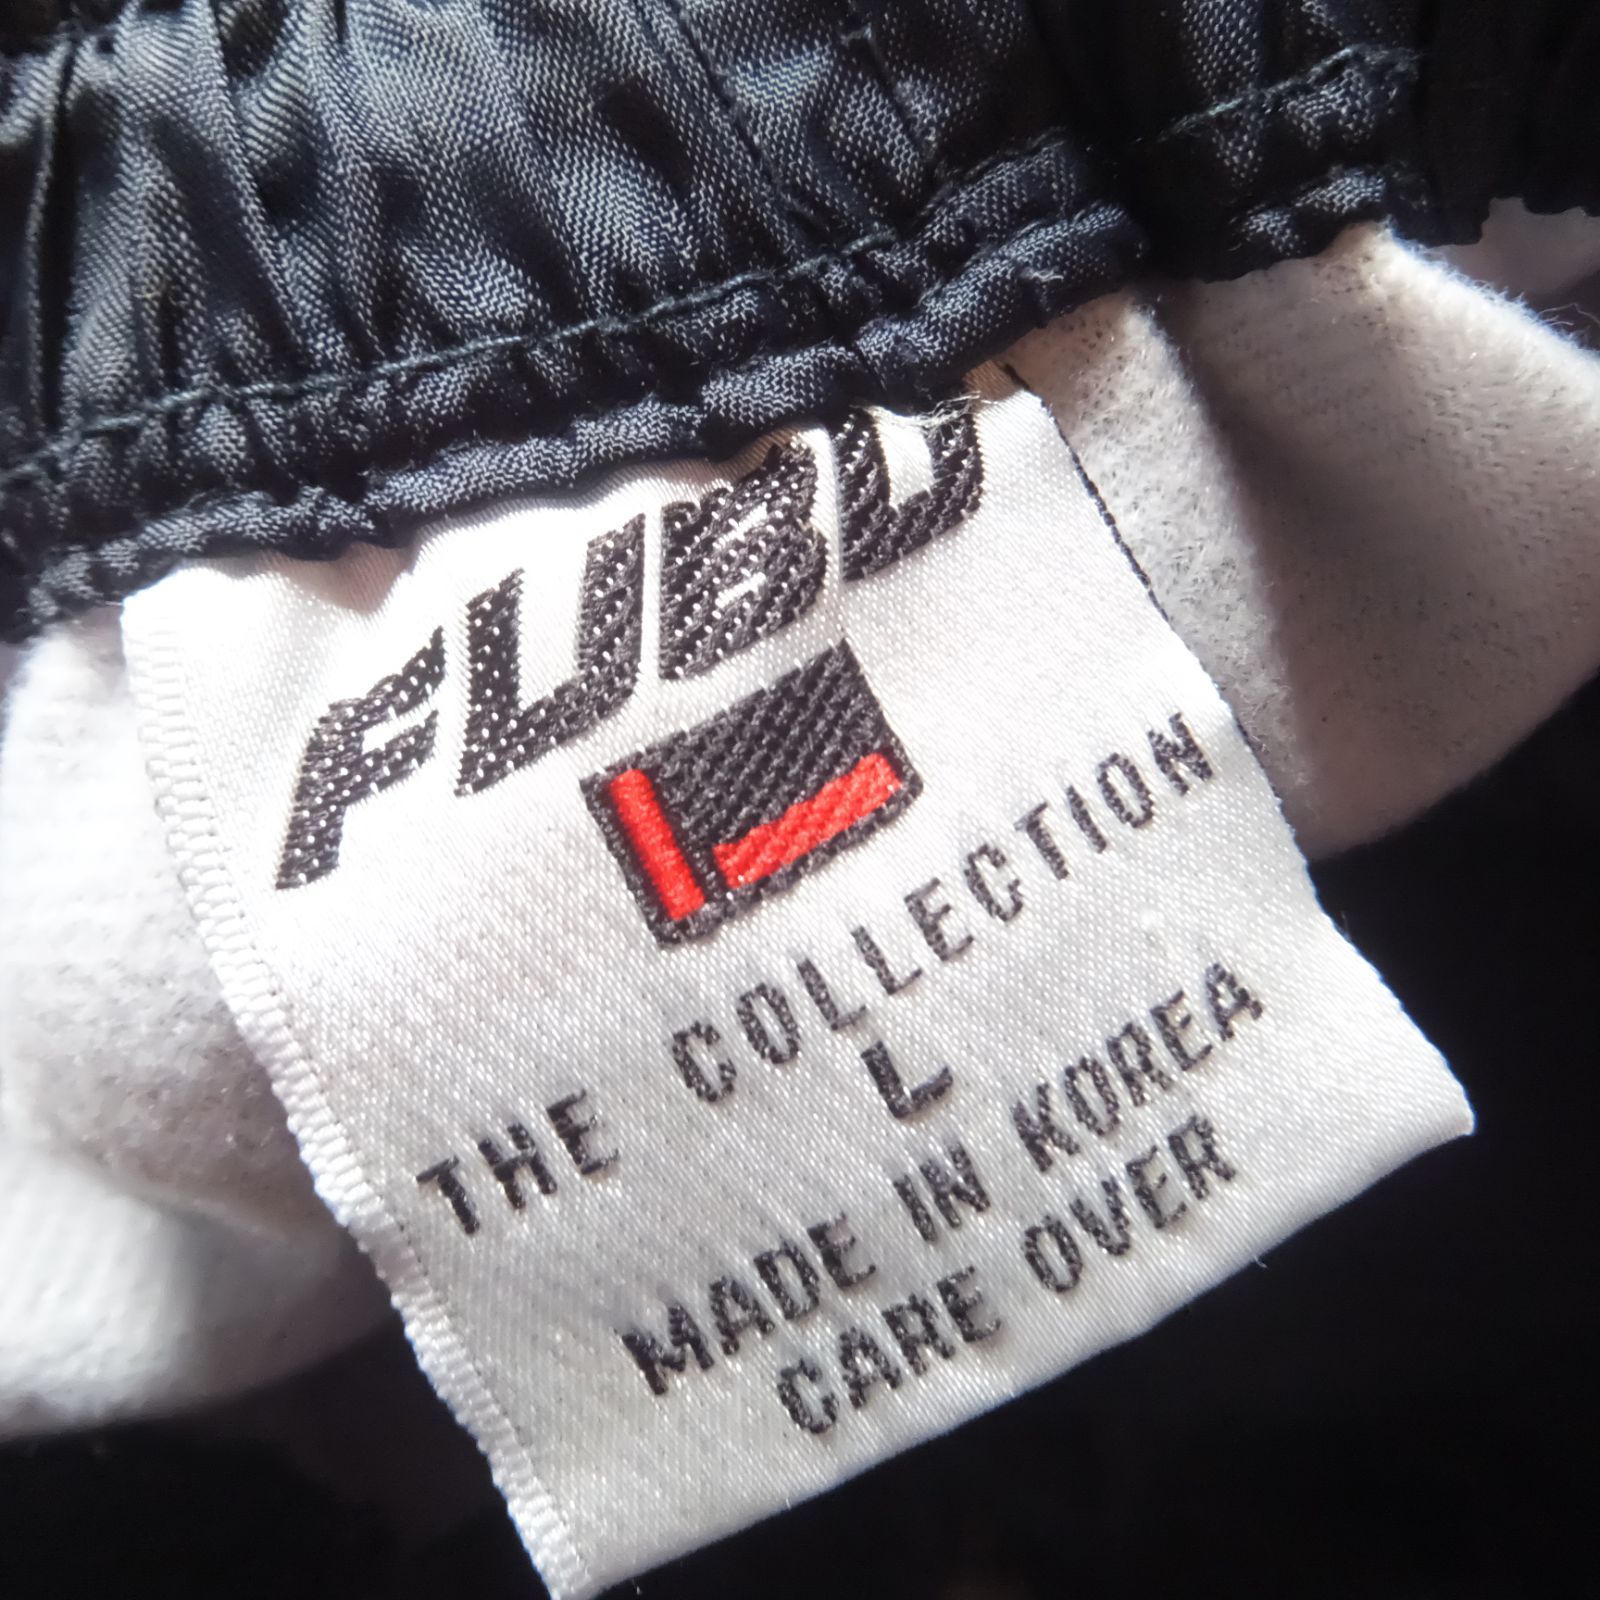 FUBU
THE COLLECTION
L
MADE IN KOREA
CARE OVER